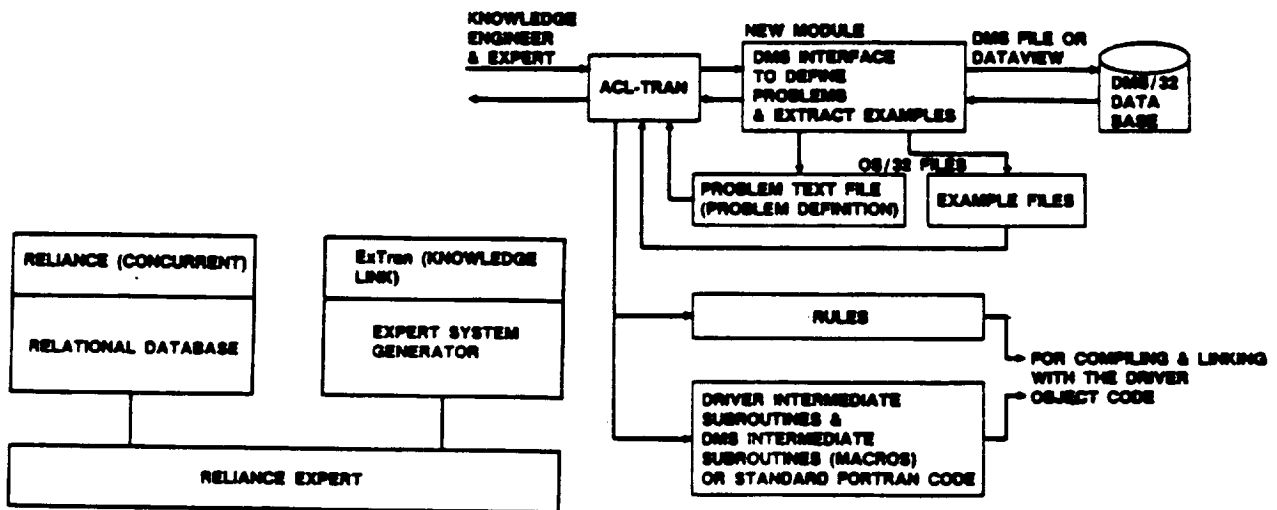 KNOWLEDGE
ENGINEER
& EXPERT
ACL-TRAN
NEW MODULE
DMS INTERFACE
TO DEFINE
PROBLEMS
& EXTRACT EXAMPLES
DMS FILE OR
DATAVIEW
DMS/32
DATA
BASE
OS/32 FILES
PROBLEM TEXT FILE
(PROBLEM DEFINITION)
EXAMPLE FILES
RELIANCE (CONCURRENT)
RELATIONAL DATABASE
ExTran (KNOWLEDGE
LINK)
EXPERT SYSTEM
GENERATOR
RELIANCE EXPERT
RULES
DRIVER INTERMEDIATE
SUBROUTINES &
DMS INTERMEDIATE
SUBROUTINES (MACROS)
OR STANDARD FORTRAN CODE
FOR COMPILING & LINKING
WITH THE DRIVER
OBJECT CODE